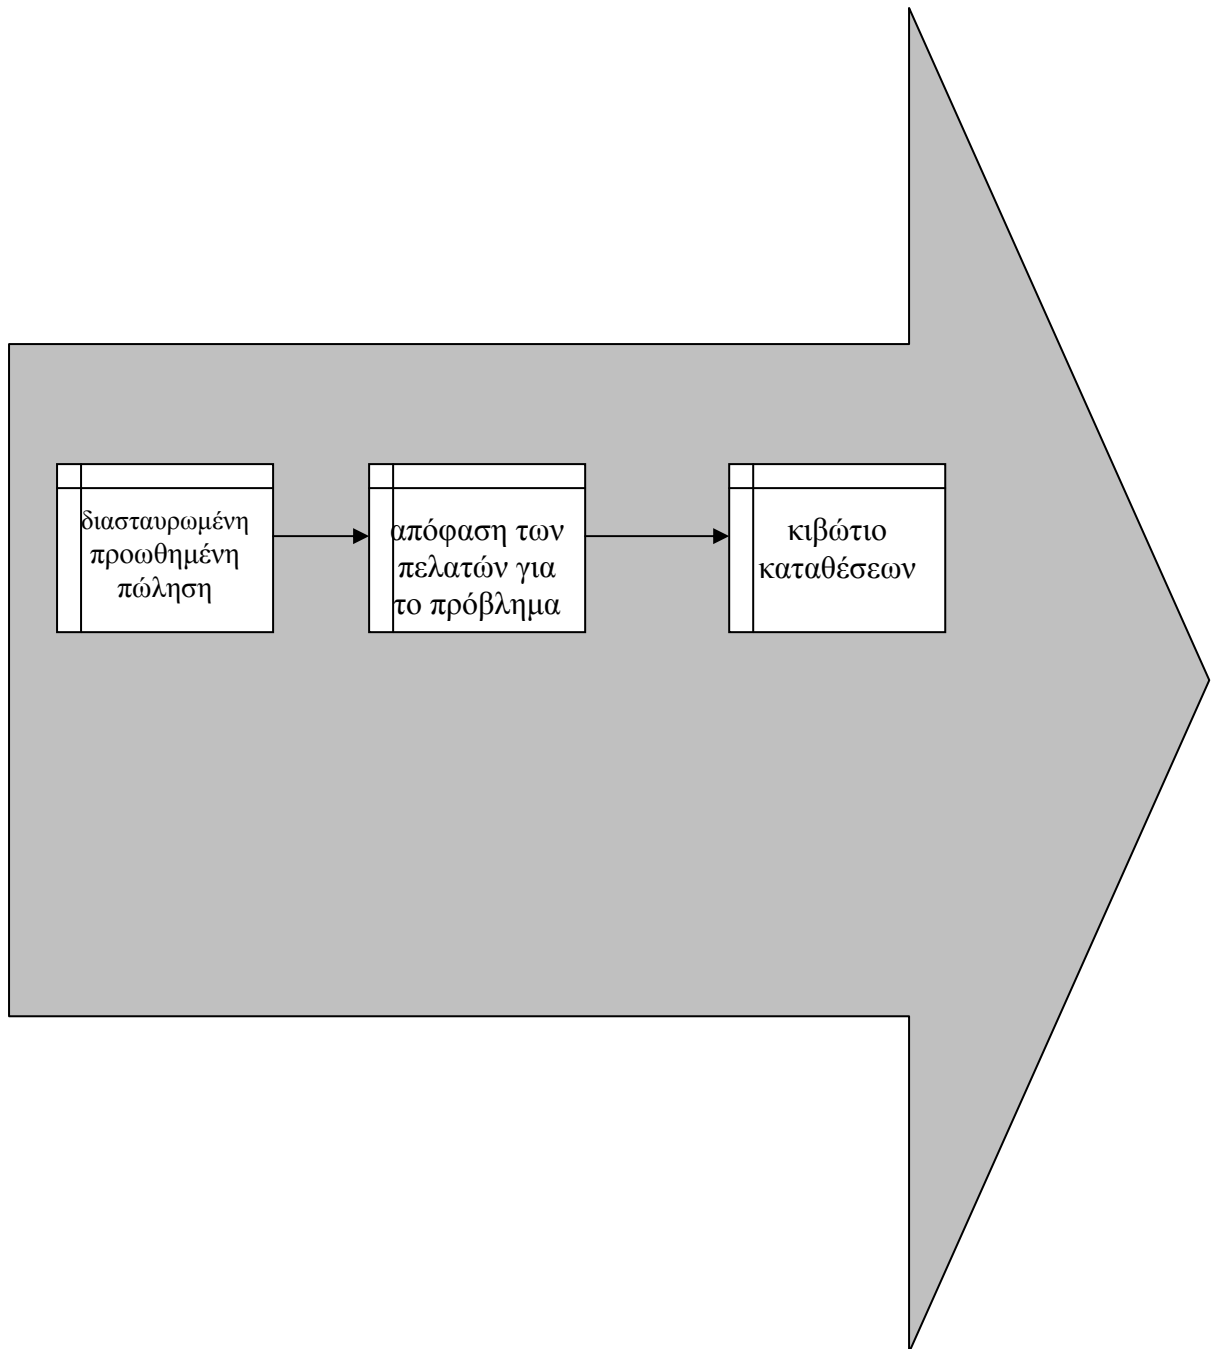 διασταυρωμένη
προωθημένη
πώληση
απόφαση των
πελατών για
το πρόβλημα
κιβώτιο
καταθέσεων